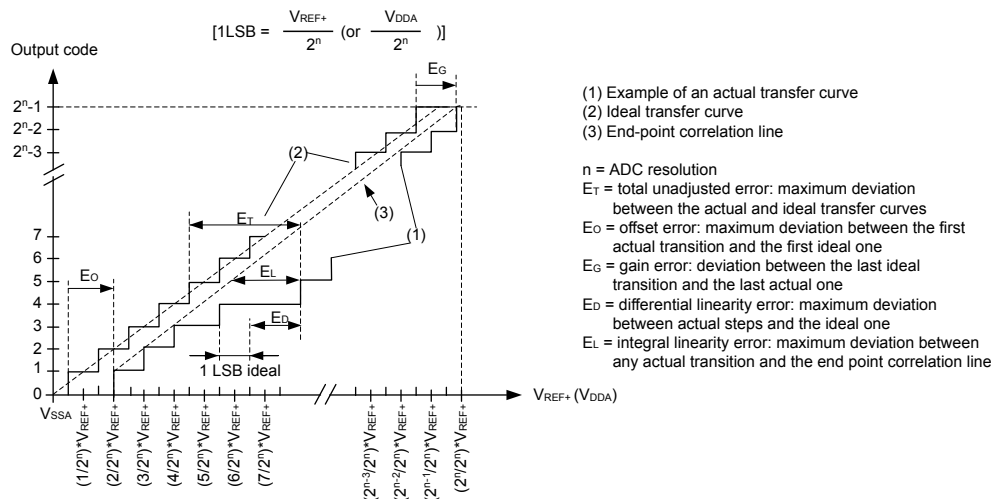 [1LSB = VREF+ / 2ⁿ (or VDDA / 2ⁿ )]
Output code
EG
2ⁿ-1
2ⁿ-2
2ⁿ-3
7
6
5
4
3
2
1
0
(2)
(3)
(1)
ET
EO
EL
ED
1 LSB ideal
VSSA
(1/2ⁿ)*VREF+
(2/2ⁿ)*VREF+
(3/2ⁿ)*VREF+
(4/2ⁿ)*VREF+
(5/2ⁿ)*VREF+
(6/2ⁿ)*VREF+
(7/2ⁿ)*VREF+
(2ⁿ-3/2ⁿ)*VREF+
(2ⁿ-2/2ⁿ)*VREF+
(2ⁿ-1/2ⁿ)*VREF+
(2ⁿ/2ⁿ)*VREF+
VREF+ (VDDA)
(1) Example of an actual transfer curve
(2) Ideal transfer curve
(3) End-point correlation line
n = ADC resolution
ET = total unadjusted error: maximum deviation
between the actual and ideal transfer curves
EO = offset error: maximum deviation between the first
actual transition and the first ideal one
EG = gain error: deviation between the last ideal
transition and the last actual one
ED = differential linearity error: maximum deviation
between actual steps and the ideal one
EL = integral linearity error: maximum deviation between
any actual transition and the end point correlation line